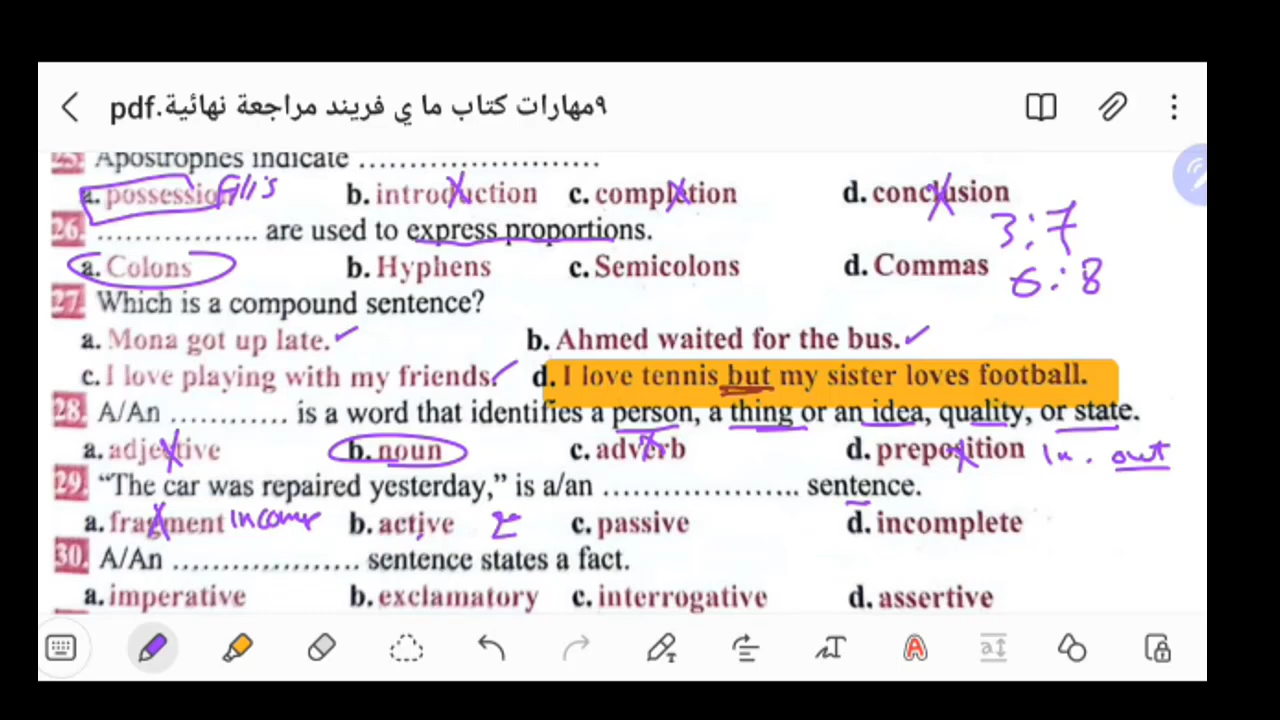 ٩مهارات كتاب ما ي فريند مراجعة نهائية.pdf
25 Apostrophes indicate ..........................
a. possession b. introduction c. completion d. conclusion
26. ................. are used to express proportions.
3:7
a. Colons b. Hyphens c. Semicolons d. Commas
6:8
27 Which is a compound sentence?
a. Mona got up late. b. Ahmed waited for the bus.
c. I love playing with my friends. d. I love tennis but my sister loves football.
28. A/An ............ is a word that identifies a person, a thing or an idea, quality, or state.
a. adjective b. noun c. adverb d. preposition In. out
29. “The car was repaired yesterday,” is a/an .................... sentence.
a. fragment b. active c. passive d. incomplete
30. A/An ................... sentence states a fact.
a. imperative b. exclamatory c. interrogative d. assertive